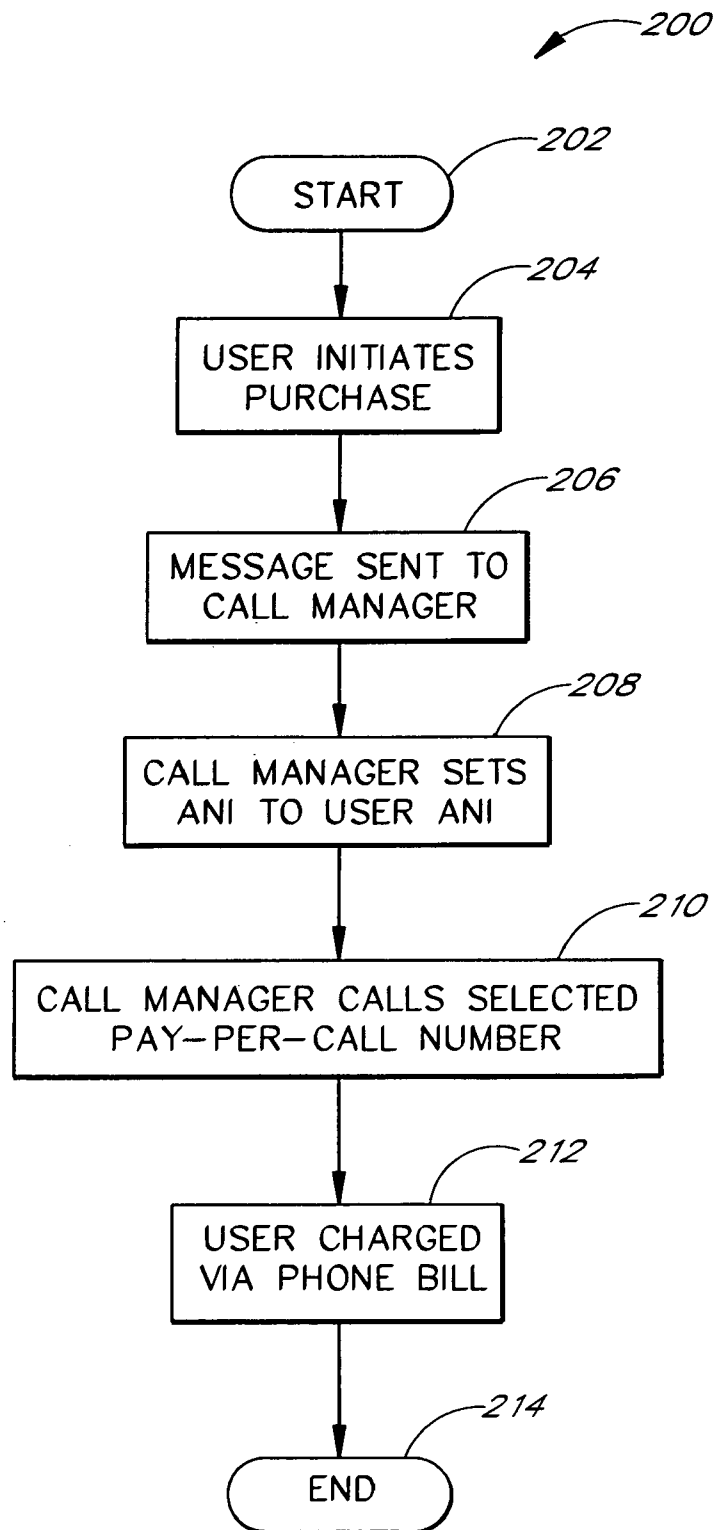 200
202
START
204
USER INITIATES
PURCHASE
206
MESSAGE SENT TO
CALL MANAGER
208
CALL MANAGER SETS
ANI TO USER ANI
210
CALL MANAGER CALLS SELECTED
PAY-PER-CALL NUMBER
212
USER CHARGED
VIA PHONE BILL
214
END